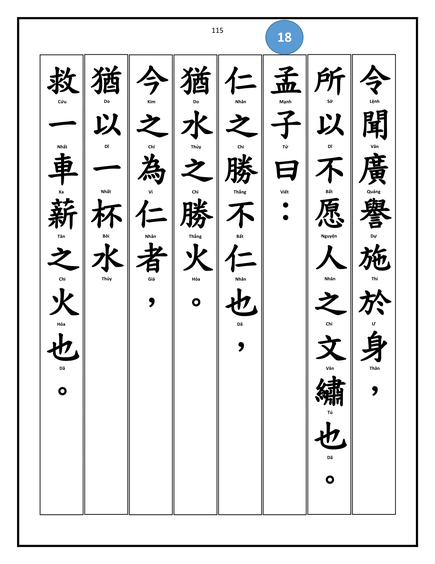 115
18
令聞廣譽施於身，
Lệnh Văn Quảng Dự Thi Ư Thân
所以不愿人之文繡也。
Sở Dĩ Bất Nguyện Nhân Chi Văn Tú Dã
孟子曰：
Mạnh Tử Viết
仁之勝不仁也，
Nhân Chi Thắng Bất Nhân Dã
猶水之勝火。
Do Thủy Chi Thắng Hỏa
今之為仁者，
Kim Chi Vi Nhân Giả
猶以一杯水
Do Dĩ Nhất Bôi Thủy
救一車薪之火也。
Cứu Nhất Xa Tân Chi Hỏa Dã